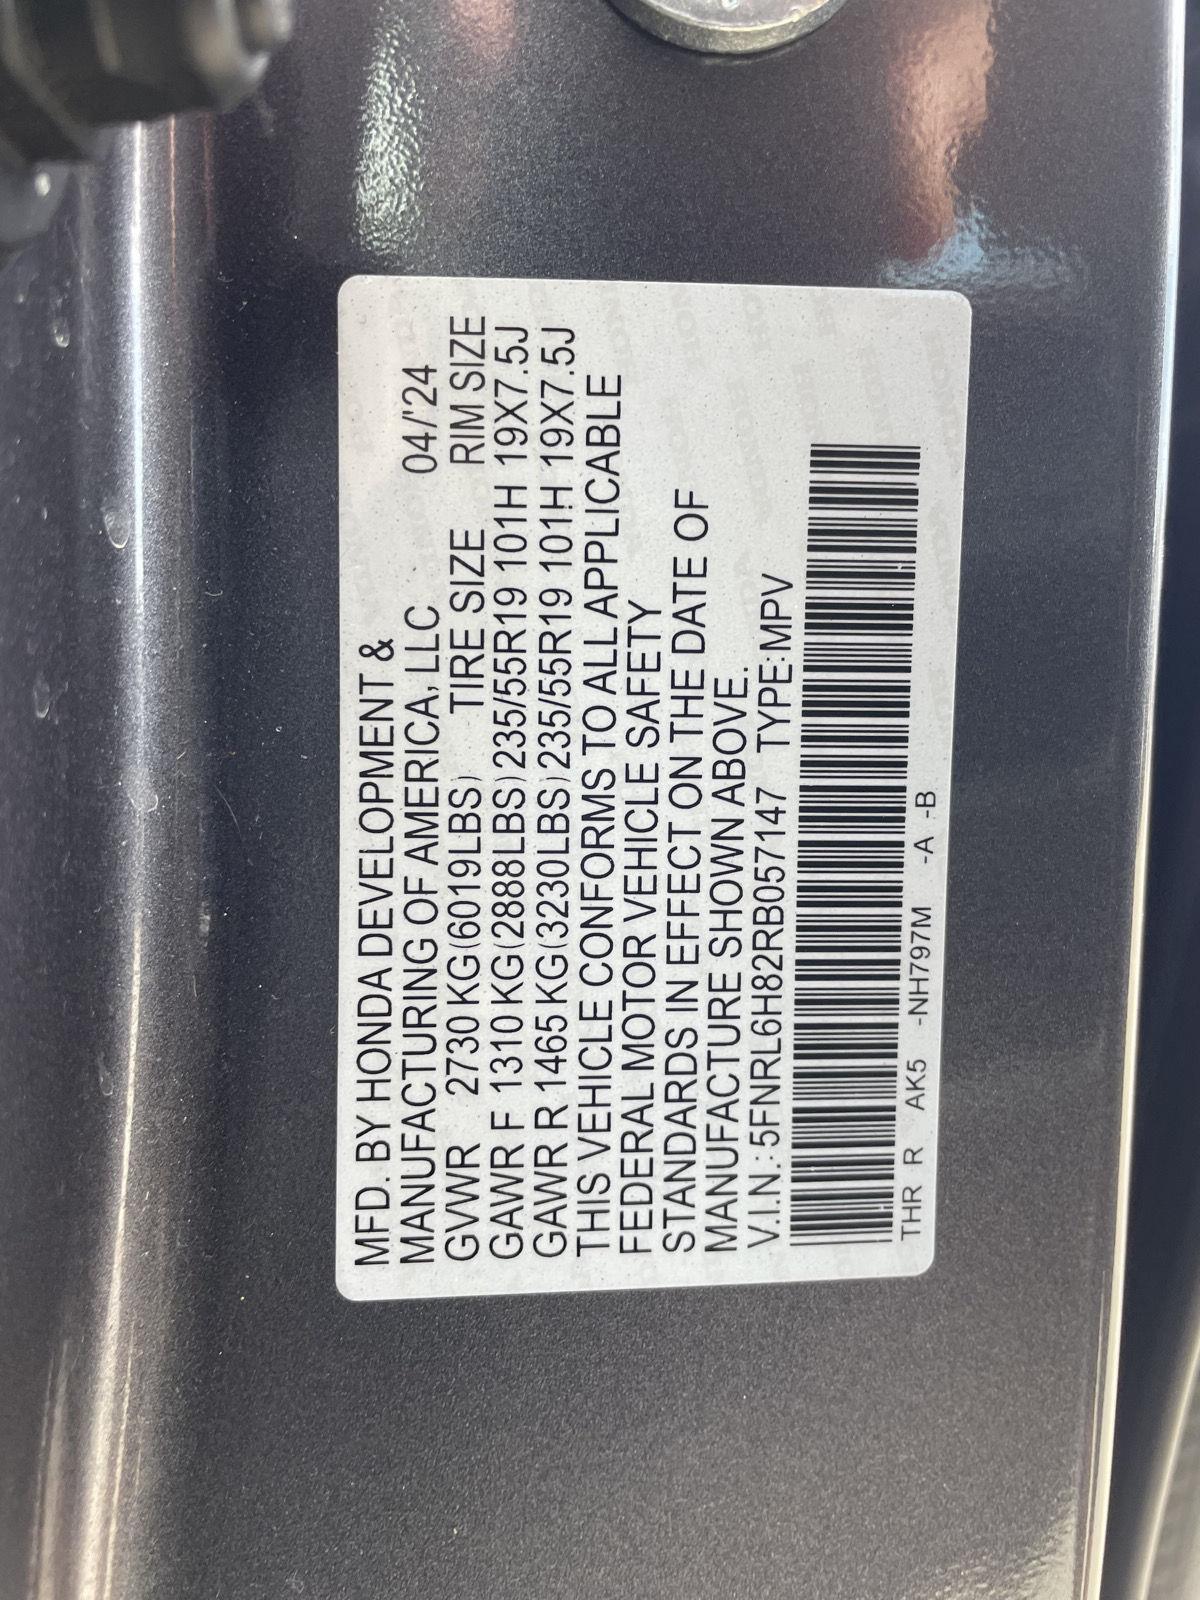 MFD. BY HONDA DEVELOPMENT &
MANUFACTURING OF AMERICA, LLC 04/'24
GVWR 2730 KG(6019LBS) TIRE SIZE RIM SIZE
GAWR F 1310 KG(2888LBS) 235/55R19 101H 19X7.5J
GAWR R 1465 KG(3230LBS) 235/55R19 101H 19X7.5J
THIS VEHICLE CONFORMS TO ALL APPLICABLE
FEDERAL MOTOR VEHICLE SAFETY
STANDARDS IN EFFECT ON THE DATE OF
MANUFACTURE SHOWN ABOVE.
V.I.N.: 5FNRL6H82RB057147 TYPE: MPV
THR R AK5 -NH797M -A -B